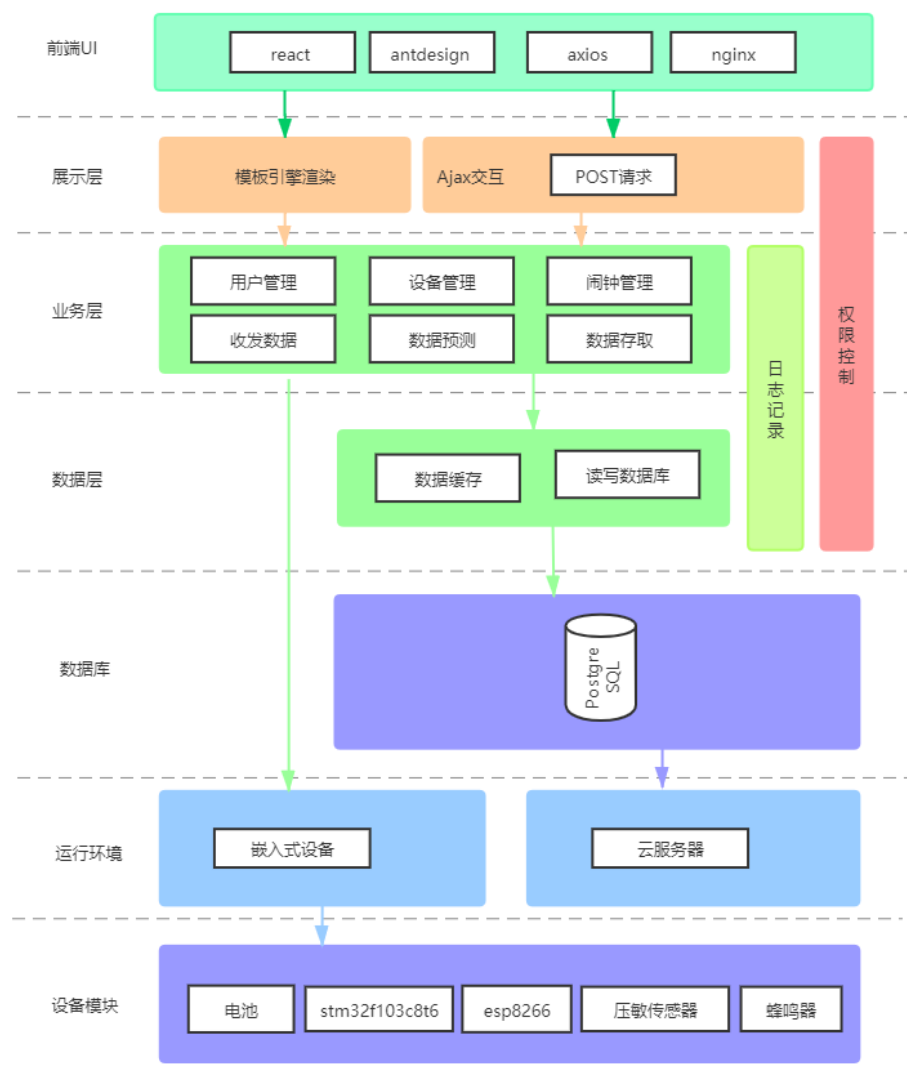 前端UI
react
antdesign
axios
nginx
展示层
模板引擎渲染
Ajax交互
POST请求
权限控制
业务层
用户管理
设备管理
闹钟管理
收发数据
数据预测
数据存取
日志记录
数据层
数据缓存
读写数据库
数据库
Postgre
SQL
运行环境
嵌入式设备
云服务器
设备模块
电池
stm32f103c8t6
esp8266
压敏传感器
蜂鸣器